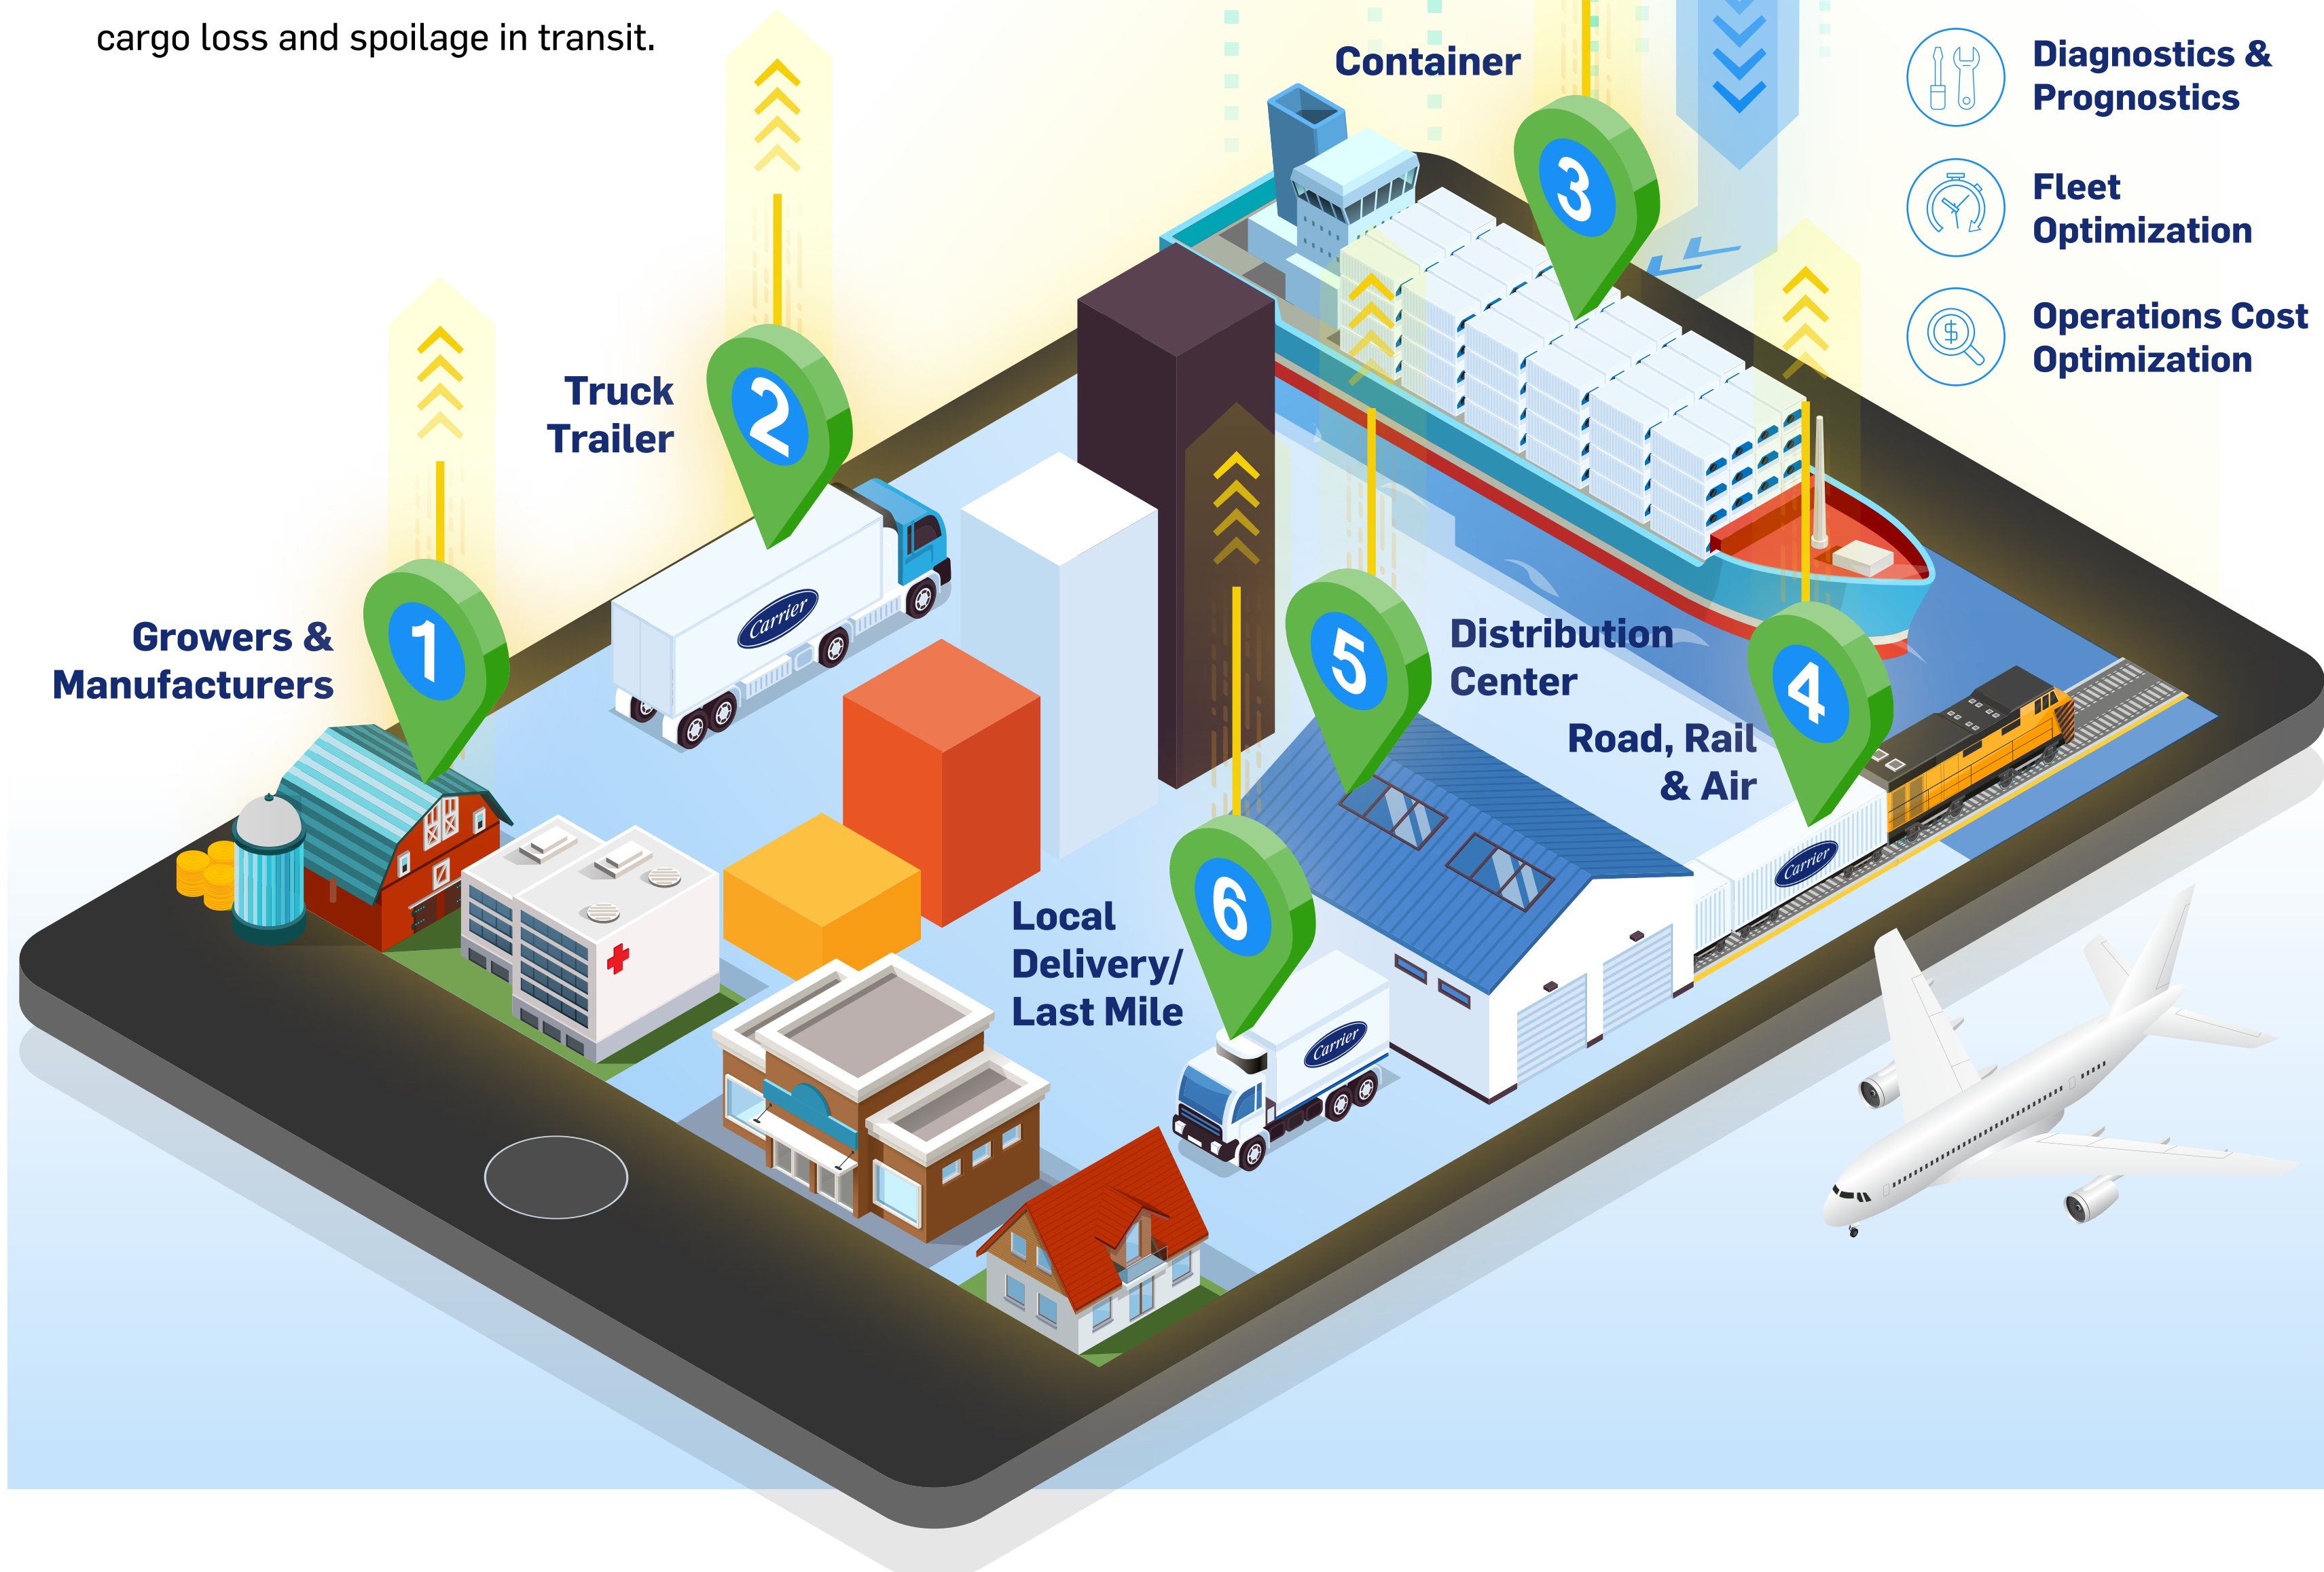 cargo loss and spoilage in transit.
Container
Diagnostics &
Prognostics
Fleet
Optimization
Operations Cost
Optimization
3
Truck
Trailer
2
Carrier
Growers &
Manufacturers
1
5
Distribution
Center
4
Road, Rail
& Air
Carrier
6
Local
Delivery/
Last Mile
Carrier